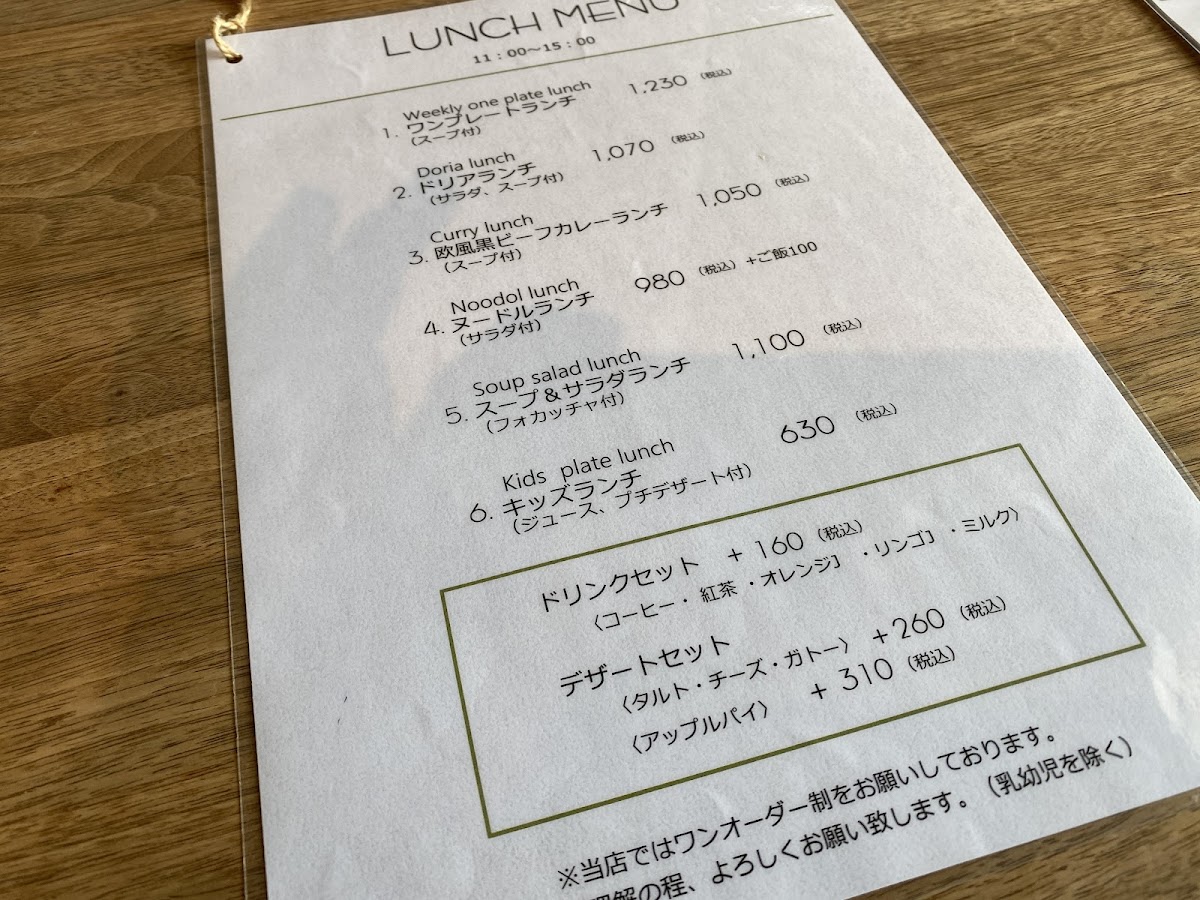 LUNCH MENU
11:00〜15:00
Weekly one plate lunch
1. ワンプレートランチ 1,230 (税込)
(スープ付)
Doria lunch
2. ドリアランチ 1,070 (税込)
(サラダ、スープ付)
Curry lunch
3. 欧風黒ビーフカレーランチ 1,050 (税込)
(スープ付)
Noodol lunch
4. ヌードルランチ 980 (税込) +ご飯100
(サラダ付)
Soup salad lunch
5. スープ&サラダランチ 1,100 (税込)
(フォカッチャ付)
Kids plate lunch
6. キッズランチ 630 (税込)
(ジュース、プチデザート付)
ドリンクセット + 160 (税込)
〈コーヒー・紅茶・オレンジJ・リンゴJ・ミルク〉
デザートセット
〈タルト・チーズ・ガトー〉 +260 (税込)
〈アップルパイ〉 + 310 (税込)
※当店ではワンオーダー制をお願いしております。
理解の程、よろしくお願い致します。(乳幼児を除く)